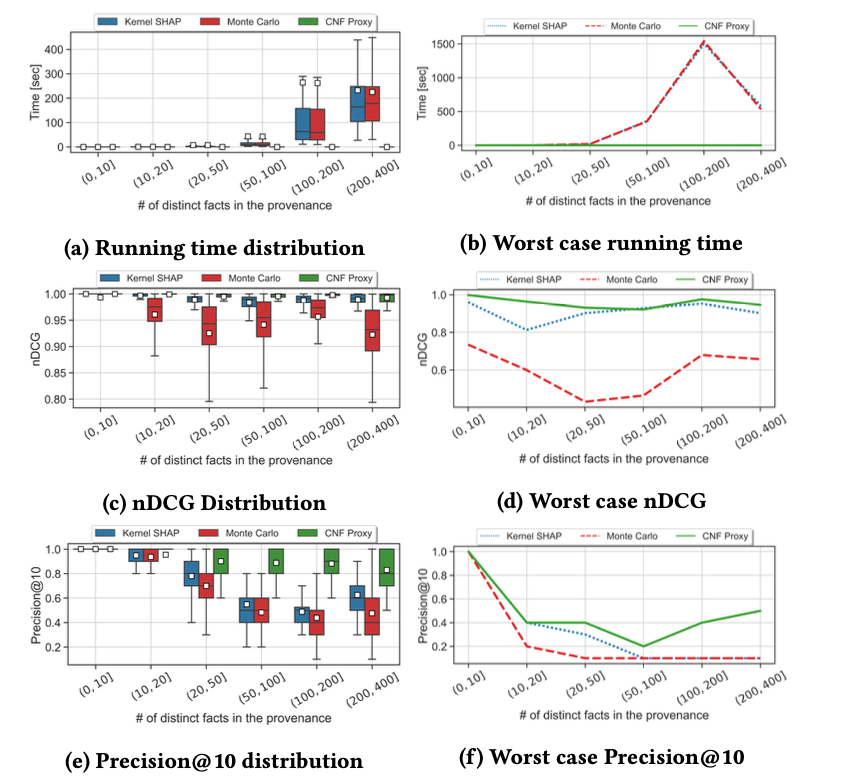 Kernel SHAP Monte Carlo CNF Proxy
400
300
200
100
0
Time [sec]
(0, 10] (10, 20] (20, 50] (50, 100] (100, 200] (200, 400]
# of distinct facts in the provenance
(a) Running time distribution
Kernel SHAP Monte Carlo CNF Proxy
1500
1000
500
0
Time [sec]
(0, 10] (10, 20] (20, 50] (50, 100] (100, 200] (200, 400]
# of distinct facts in the provenance
(b) Worst case running time
Kernel SHAP Monte Carlo CNF Proxy
1.00
0.95
0.90
0.85
0.80
nDCG
(0, 10] (10, 20] (20, 50] (50, 100] (100, 200] (200, 400]
# of distinct facts in the provenance
(c) nDCG Distribution
Kernel SHAP Monte Carlo CNF Proxy
1.0
0.8
0.6
nDCG
(0, 10] (10, 20] (20, 50] (50, 100] (100, 200] (200, 400]
# of distinct facts in the provenance
(d) Worst case nDCG
Kernel SHAP Monte Carlo CNF Proxy
1.0
0.8
0.6
0.4
0.2
Precision@10
(0, 10] (10, 20] (20, 50] (50, 100] (100, 200] (200, 400]
# of distinct facts in the provenance
(e) Precision@10 distribution
Kernel SHAP Monte Carlo CNF Proxy
1.0
0.8
0.6
0.4
0.2
Precision@10
(0, 10] (10, 20] (20, 50] (50, 100] (100, 200] (200, 400]
# of distinct facts in the provenance
(f) Worst case Precision@10